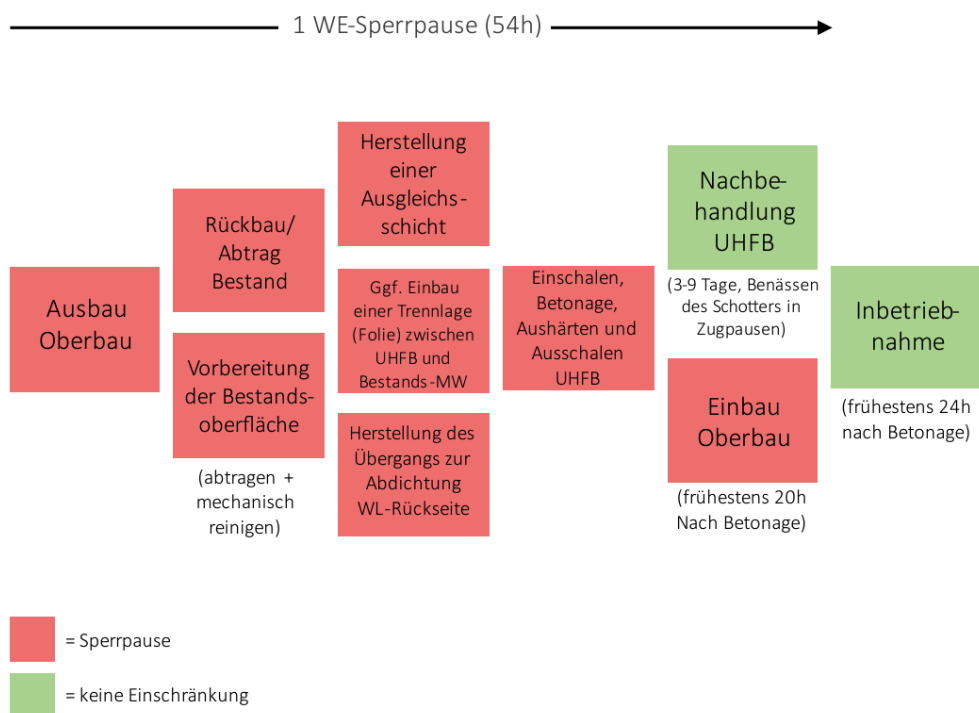 1 WE-Sperrpause (54h)
Ausbau
Oberbau
Rückbau/
Abtrag
Bestand
Vorbereitung
der Bestands-
oberfläche
(abtragen +
mechanisch
reinigen)
Herstellung
einer
Ausgleichs-
schicht
Ggf. Einbau
einer Trennlage
(Folie) zwischen
UHFB und
Bestands-MW
Herstellung des
Übergangs zur
Abdichtung
WL-Rückseite
Einschalen,
Betonage,
Aushärten und
Ausschalen
UHFB
Nachbe-
handlung
UHFB
(3-9 Tage, Benässen
des Schotters in
Zugpausen)
Einbau
Oberbau
(frühestens 20h
Nach Betonage)
Inbetrieb-
nahme
(frühestens 24h
nach Betonage)
= Sperrpause
= keine Einschränkung